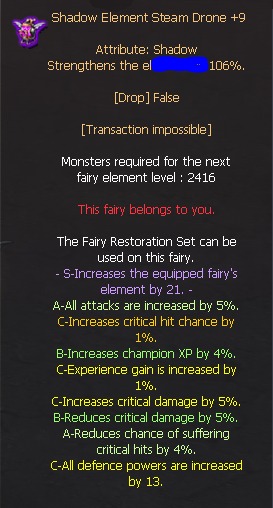 Shadow Element Steam Drone +9
Attribute: Shadow
Strengthens the 106%.
[Drop] False
[Transaction impossible]
Monsters required for the next
fairy element level : 2416
This fairy belongs to you.
The Fairy Restoration Set can be
used on this fairy.
- S-Increases the equipped fairy's
element by 21. -
A-All attacks are increased by 5%.
C-Increases critical hit chance by
1%.
B-Increases champion XP by 4%.
C-Experience gain is increased by
1%.
C-Increases critical damage by 5%.
B-Reduces critical damage by 5%.
A-Reduces chance of suffering
critical hits by 4%.
C-All defence powers are increased
by 13.